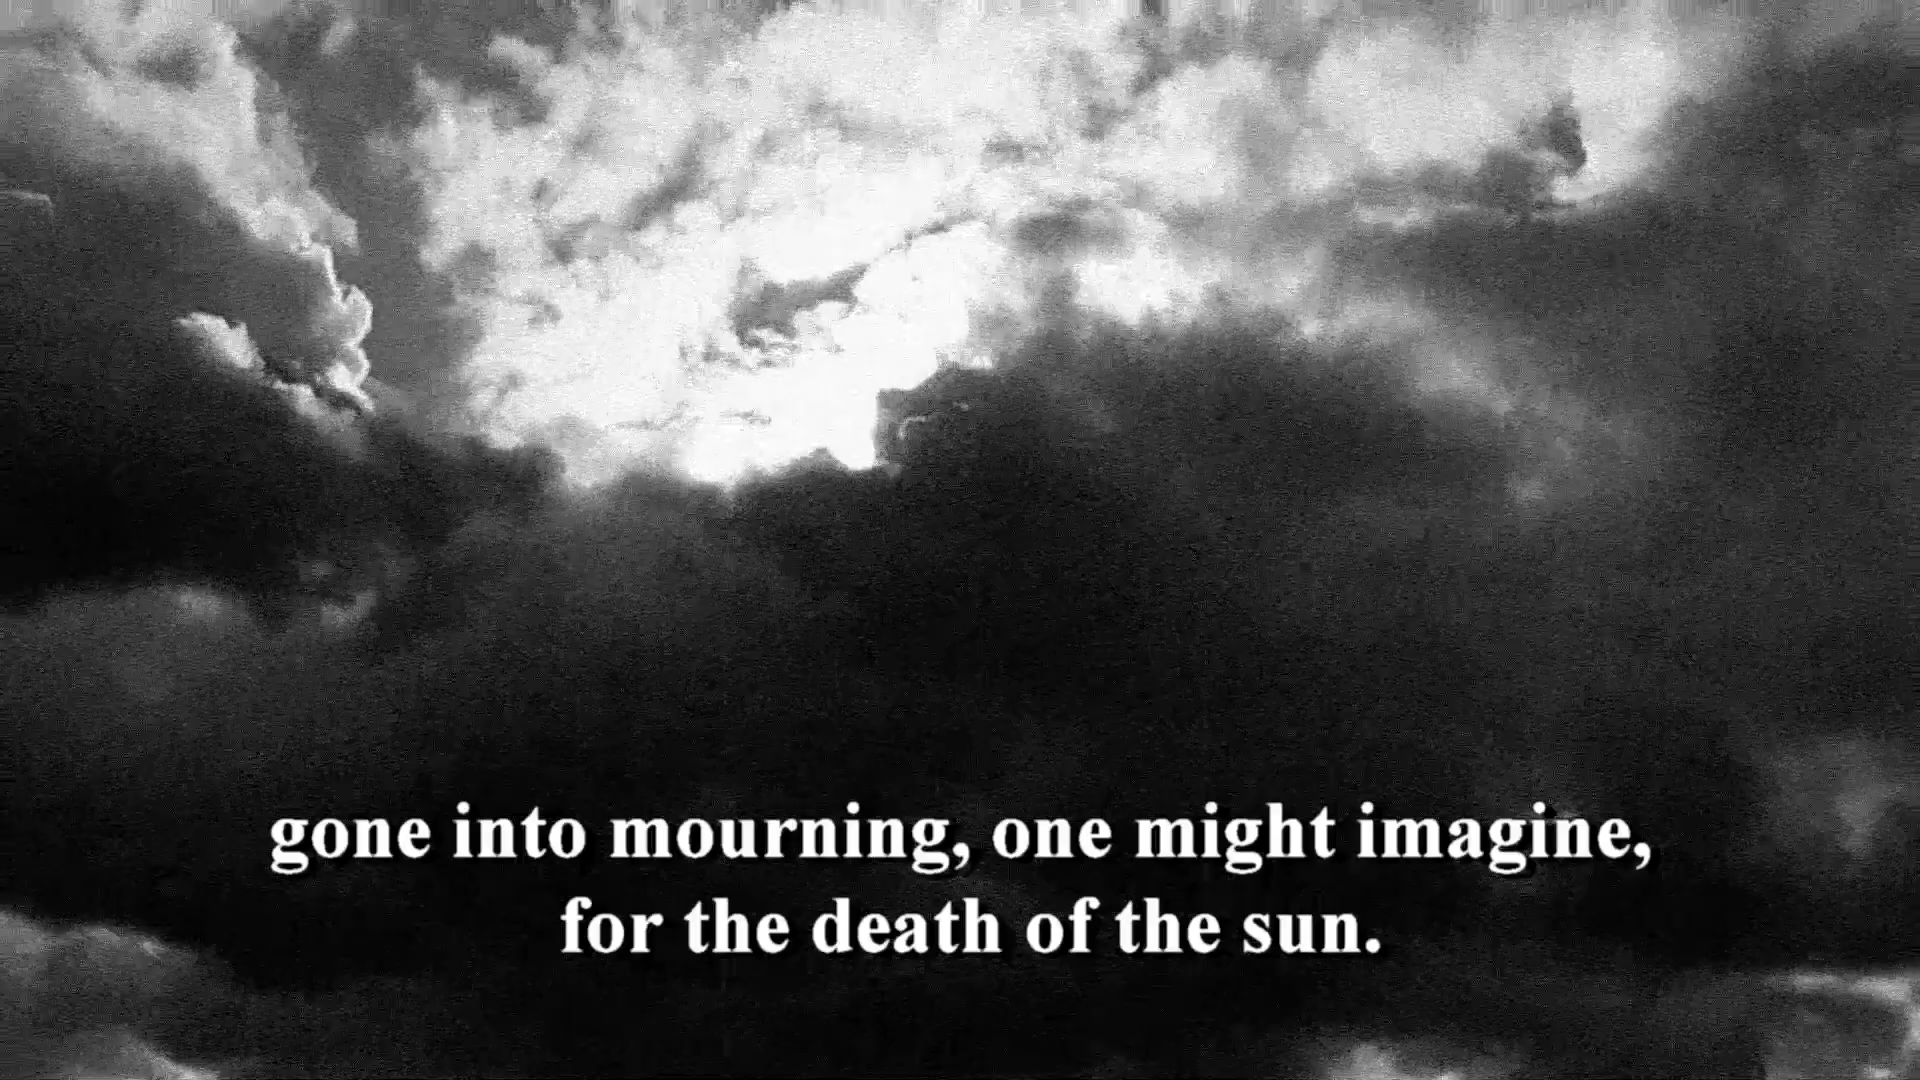 gone into mourning, one might imagine,
for the death of the sun.